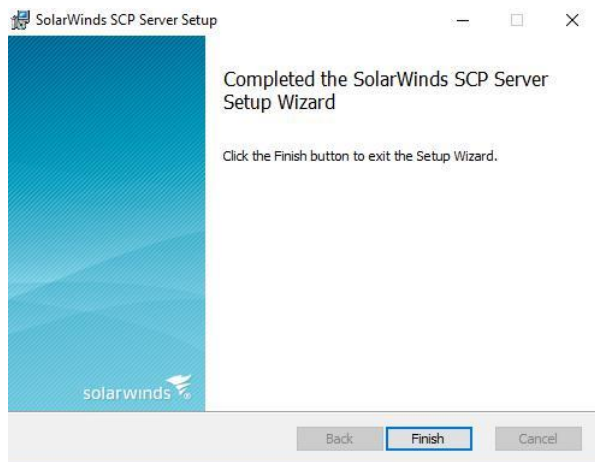 SolarWinds SCP Server Setup
Completed the SolarWinds SCP Server
Setup Wizard
Click the Finish button to exit the Setup Wizard.
solarwinds
Back Finish Cancel